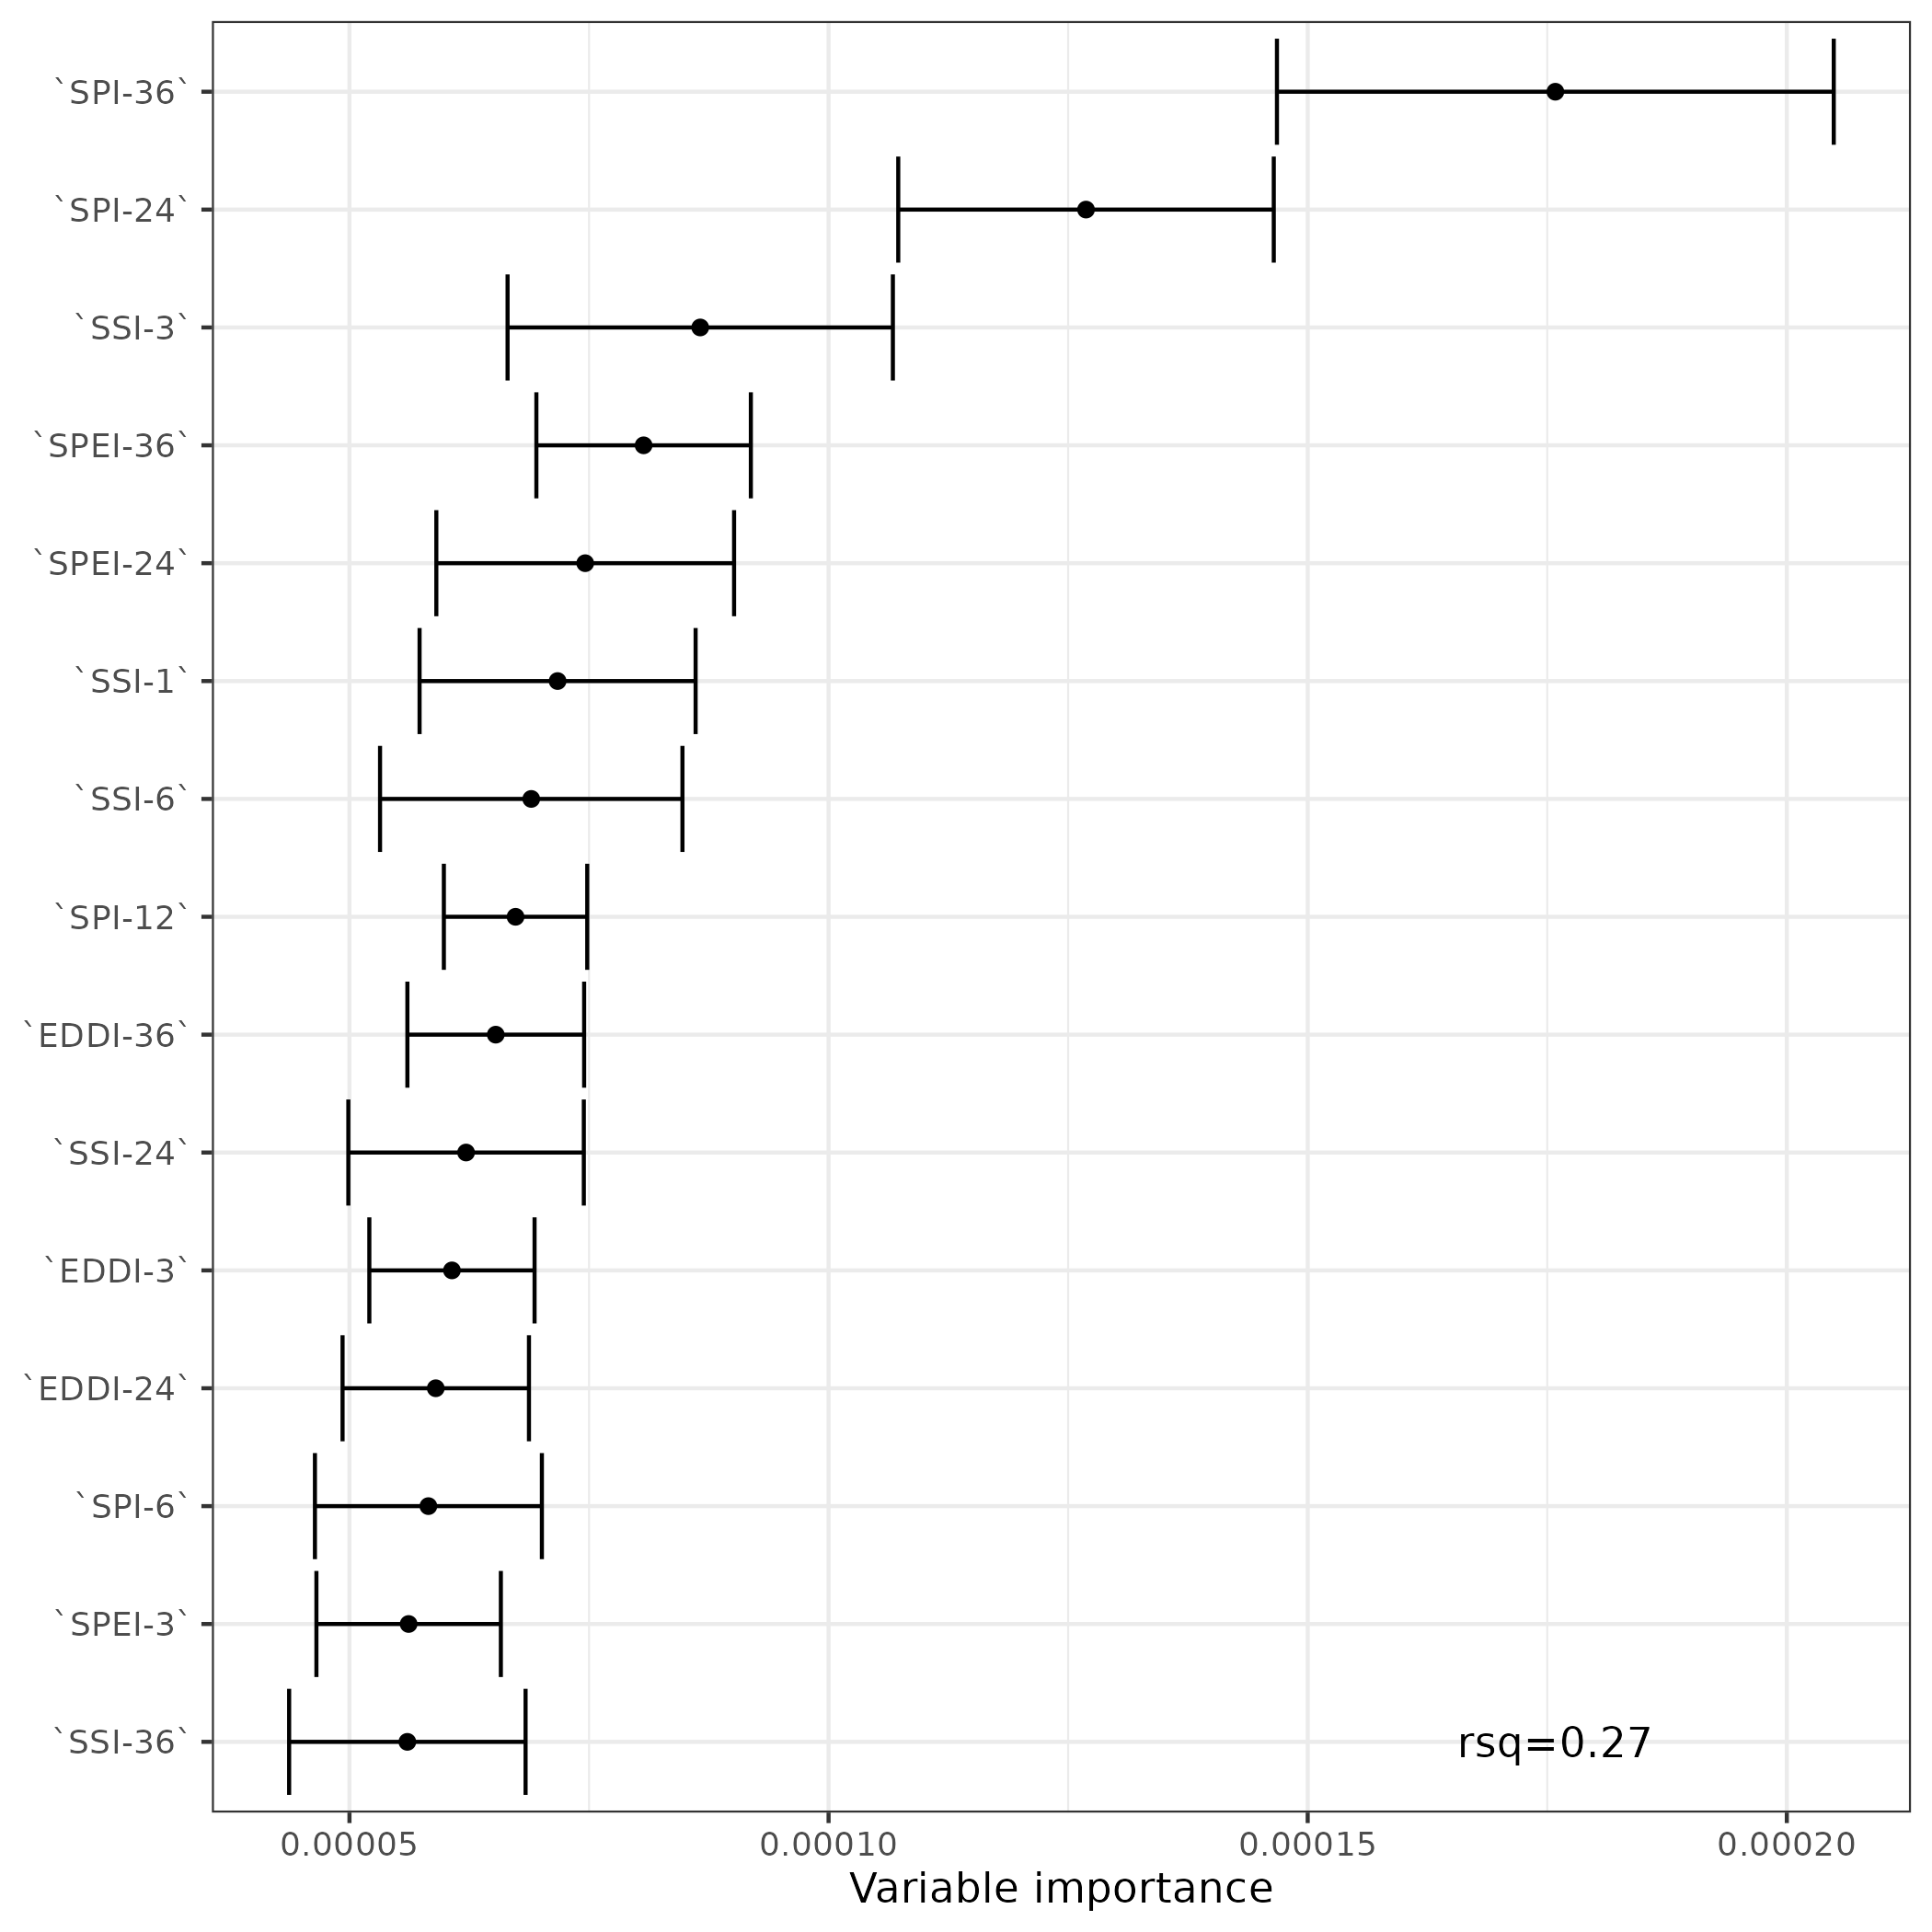 `SPI-36`
`SPI-24`
`SSI-3`
`SPEI-36`
`SPEI-24`
`SSI-1`
`SSI-6`
`SPI-12`
`EDDI-36`
`SSI-24`
`EDDI-3`
`EDDI-24`
`SPI-6`
`SPEI-3`
`SSI-36`
rsq=0.27
0.00005 0.00010 0.00015 0.00020
Variable importance